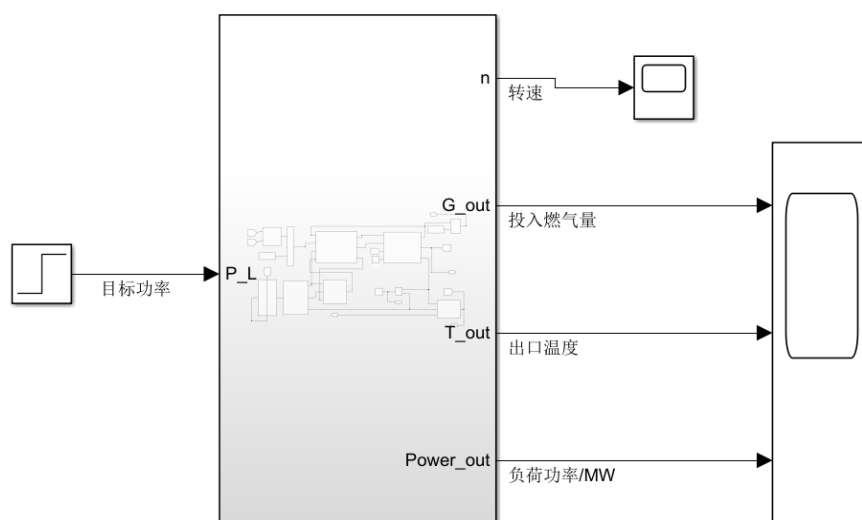 n
转速
G_out
投入燃气量
P_L
目标功率
T_out
出口温度
Power_out
负荷功率/MW